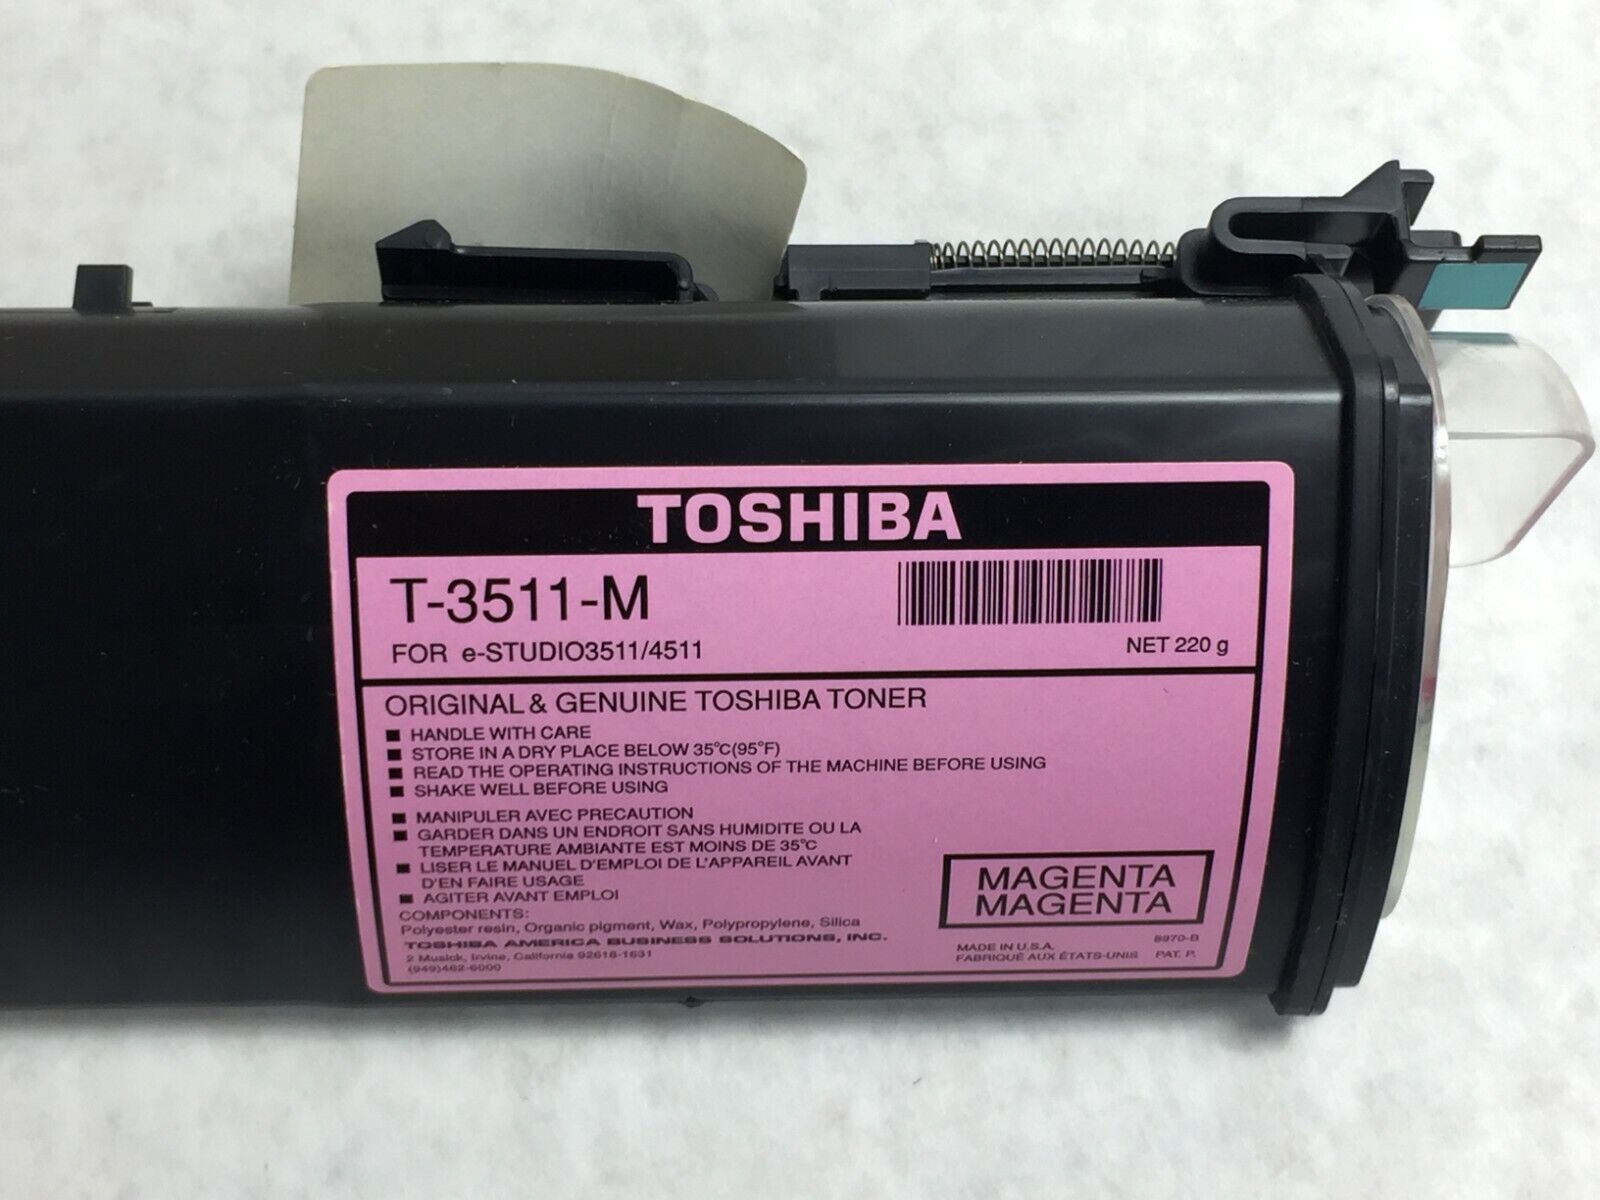 TOSHIBA
T-3511-M
FOR e-STUDIO3511/4511
NET 220 g
ORIGINAL & GENUINE TOSHIBA TONER
■ HANDLE WITH CARE
■ STORE IN A DRY PLACE BELOW 35°C(95°F)
■ READ THE OPERATING INSTRUCTIONS OF THE MACHINE BEFORE USING
■ SHAKE WELL BEFORE USING
■ MANIPULER AVEC PRECAUTION
■ GARDER DANS UN ENDROIT SANS HUMIDITE OU LA
TEMPERATURE AMBIANTE EST MOINS DE 35°C
■ LISER LE MANUEL D'EMPLOI DE L'APPAREIL AVANT
D'EN FAIRE USAGE
■ AGITER AVANT EMPLOI
COMPONENTS:
Polyester resin, Organic pigment, Wax, Polypropylene, Silica
TOSHIBA AMERICA BUSINESS SOLUTIONS, INC.
2 Musick, Irvine, California 92618-1631
(949)462-6000
MAGENTA
MAGENTA
MADE IN U.S.A. 8970-B
FABRIQUÉ AUX ÉTATS-UNIS PAT. P.